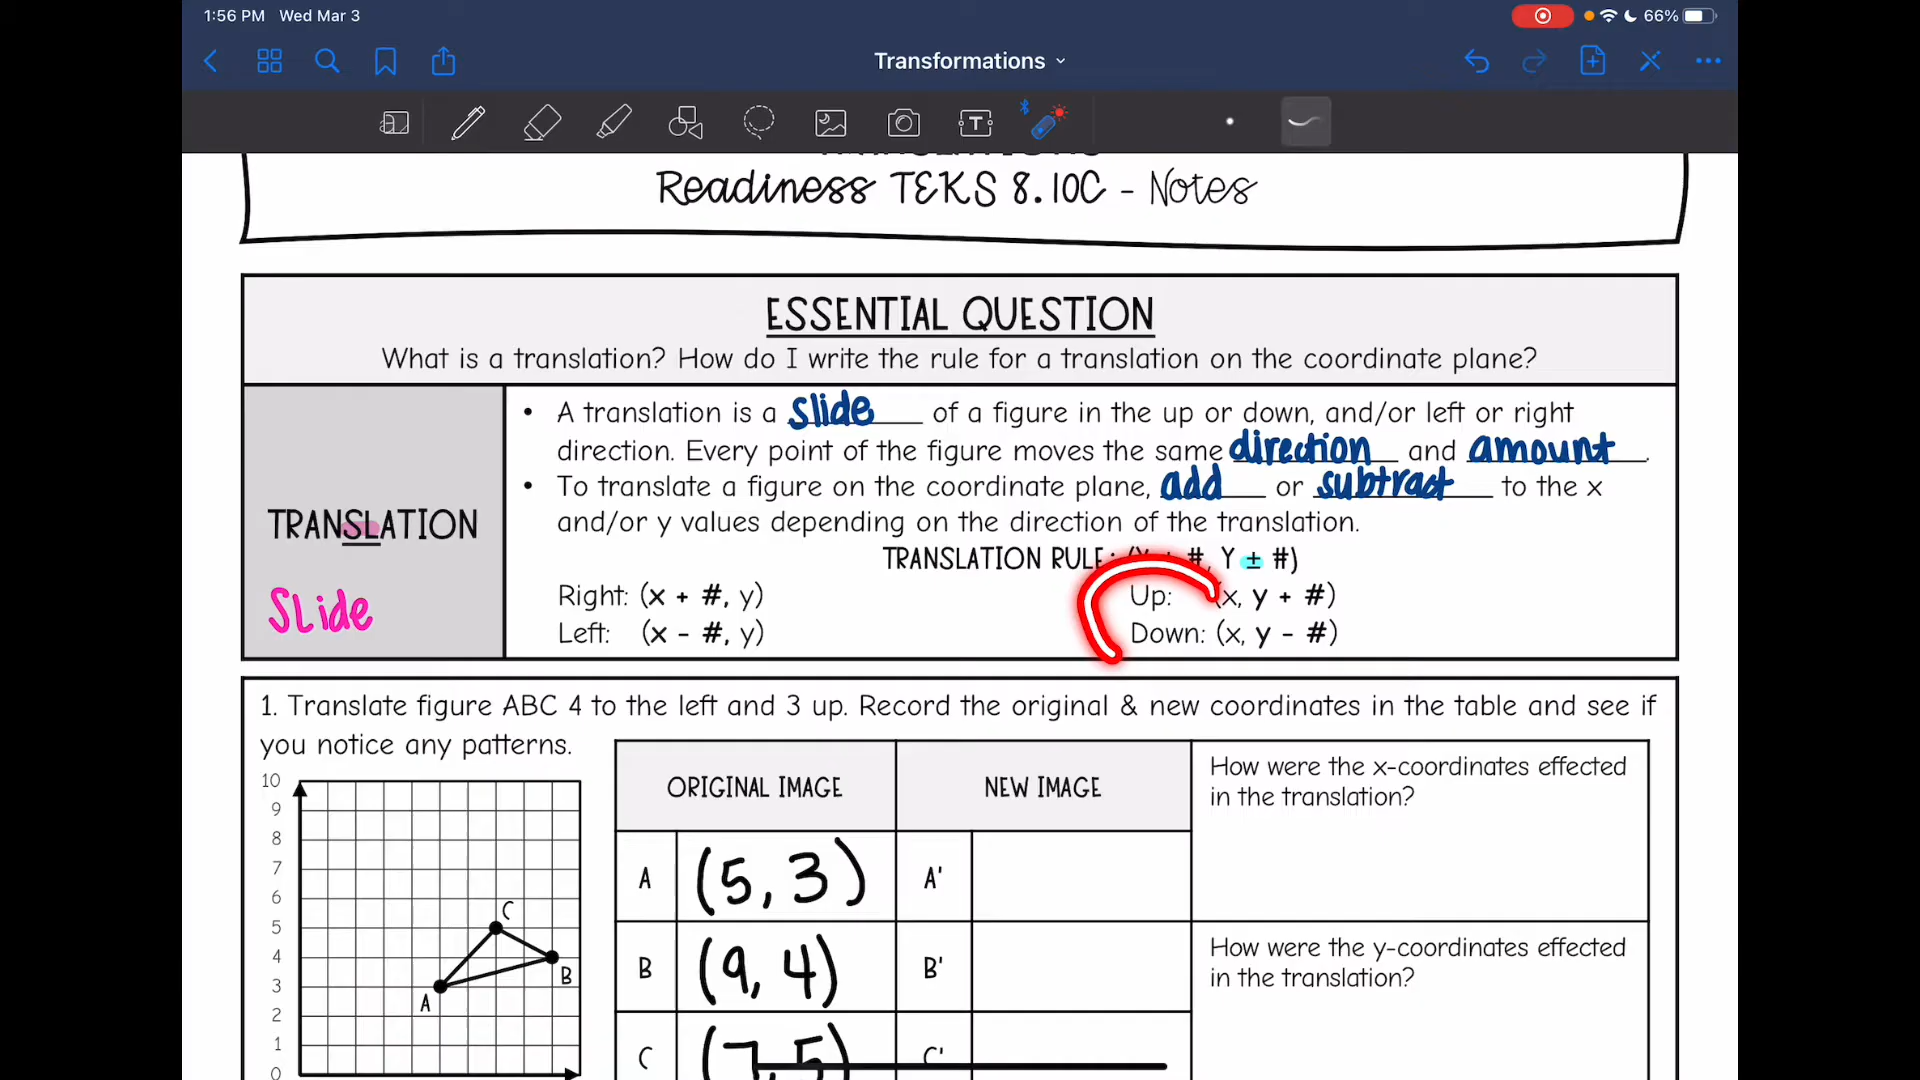 1:56 PM Wed Mar 3
66%
Transformations
Readiness TEKS 8.10C - Notes
ESSENTIAL QUESTION
What is a translation? How do I write the rule for a translation on the coordinate plane?
• A translation is a slide of a figure in the up or down, and/or left or right
direction. Every point of the figure moves the same direction and amount.
• To translate a figure on the coordinate plane, add or subtract to the x
and/or y values depending on the direction of the translation.
TRANSLATION
SLide
TRANSLATION RULE: #, Y ± #)
Right: (x + #, y)
Up: (x, y + #)
Left: (x - #, y)
Down: (x, y - #)
1. Translate figure ABC 4 to the left and 3 up. Record the original & new coordinates in the table and see if
you notice any patterns.
10
9
8
7
6
5
4
3
2
1
0
C
B
A
ORIGINAL IMAGE
NEW IMAGE
A (5, 3) A'
B (9, 4) B'
C (7, 5) C'
How were the x-coordinates effected
in the translation?
How were the y-coordinates effected
in the translation?